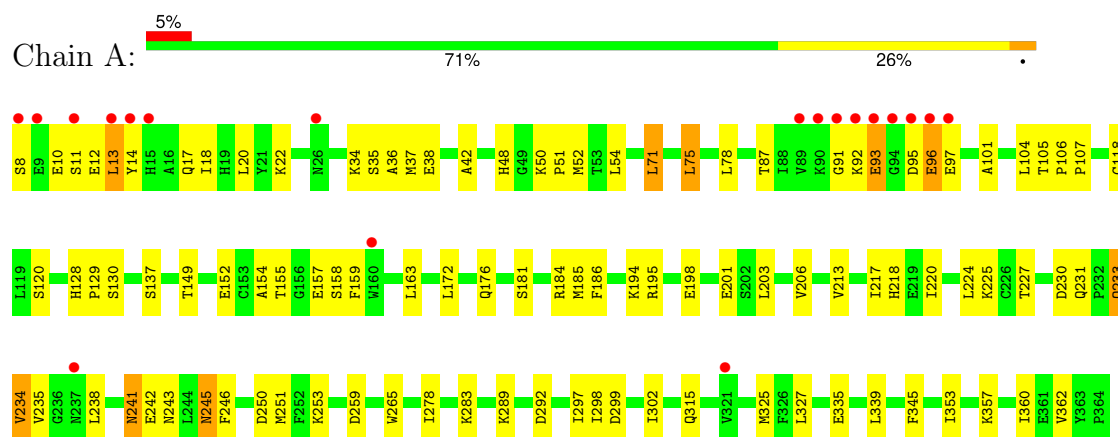 5%
Chain A:
71% 26% •
S8 E9 E10 S11 E12 L13 Y14 H15 A16 Q17 I18 H19 L20 Y21 K22 N26 K34 S35 A36 M37 E38 A42 H48 G49 K50 P51 M52 T53 L54 L71 L75 L78 T87 I88 V89 K90 G91 K92 E93 G94 D95 E96 E97 A101 L104 T105 P106 P107
L119 S120 H128 P129 S130 S137 T149 E152 C153 A154 T155 G156 E157 S158 F159 W160 L163 L172 Q176 S181 R184 M185 F186 K194 R195 E198 E201 S202 L203 V206 V213 I217 H218 E219 I220 L224 K225 C226 T227 D230 Q231 P232
V234 V235 G236 N237 L238 N241 E242 N243 L244 N245 F246 D250 M251 F252 K253 D259 W265 I278 K283 K289 D292 I297 I298 D299 I302 Q315 V321 M325 F326 L327 E335 L339 F345 I353 K357 I360 E361 V362 Y363 P364